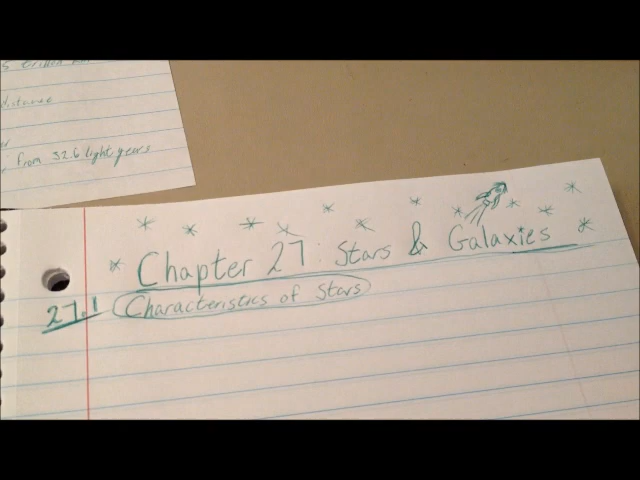 distance
from 32.6 light years
Chapter 27: Stars & Galaxies
27.1 Characteristics of Stars